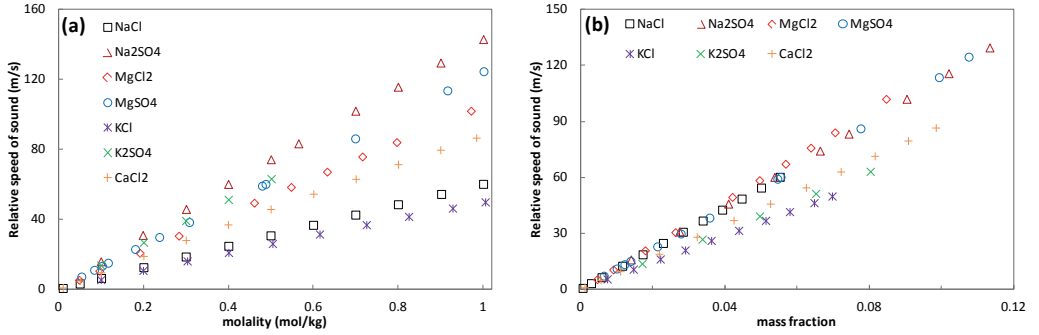 (a)
NaCl
Na2SO4
MgCl2
MgSO4
KCl
K2SO4
CaCl2
160
120
80
40
0
0 0.2 0.4 0.6 0.8 1
Relative speed of sound (m/s)
molality (mol/kg)
(b)
NaCl Na2SO4 MgCl2 MgSO4
KCl K2SO4 CaCl2
150
120
90
60
30
0
0 0.04 0.08 0.12
Relative speed of sound (m/s)
mass fraction